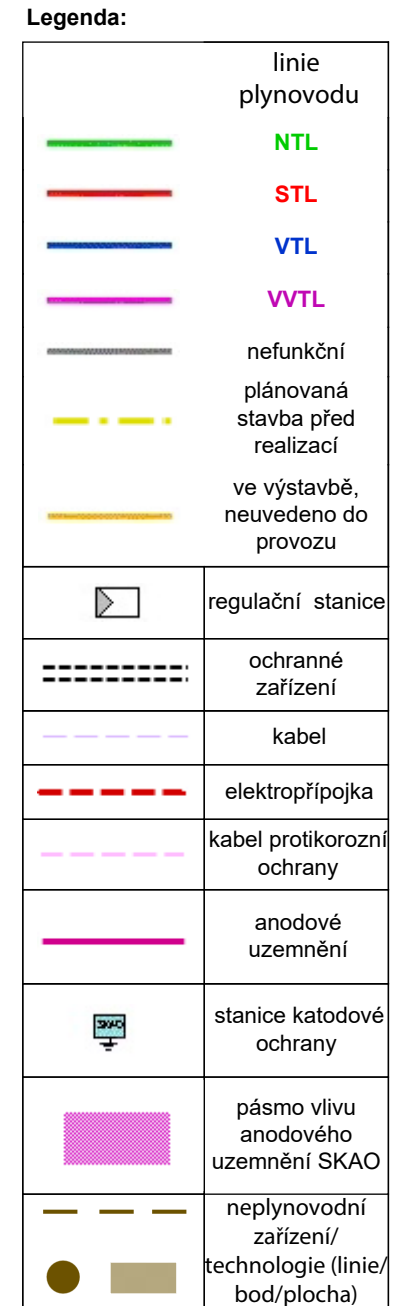 Legenda:
linie
plynovodu
NTL
STL
VTL
VVTL
nefunkční
plánovaná
stavba před
realizací
ve výstavbě,
neuvedeno do
provozu
regulační stanice
ochranné
zařízení
kabel
elektropřípojka
kabel protikorozní
ochrany
anodové
uzemnění
SKAO
stanice katodové
ochrany
pásmo vlivu
anodového
uzemnění SKAO
neplynovodní
zařízení/
technologie (linie/
bod/plocha)